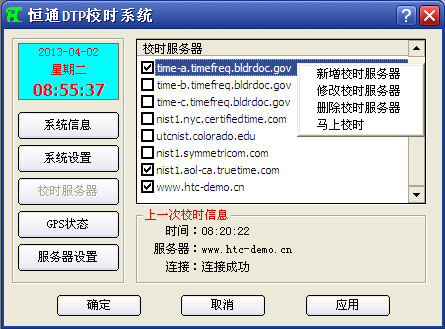 恒通DTP校时系统
2013-04-02
星期二
08:55:37
系统信息
系统设置
校时服务器
GPS状态
服务器设置
校时服务器
time-a.timefreq.bldrdoc.gov
time-b.timefreq.bldrdoc.gov
time-c.timefreq.bldrdoc.gov
nist1.nyc.certifiedtime.com
utcnist.colorado.edu
nist1.symmetricom.com
nist1.aol-ca.truetime.com
www.htc-demo.cn
新增校时服务器
修改校时服务器
删除校时服务器
马上校时
上一次校时信息
时间：08:20:22
服务器：www.htc-demo.cn
连接：连接成功
确定
取消
应用